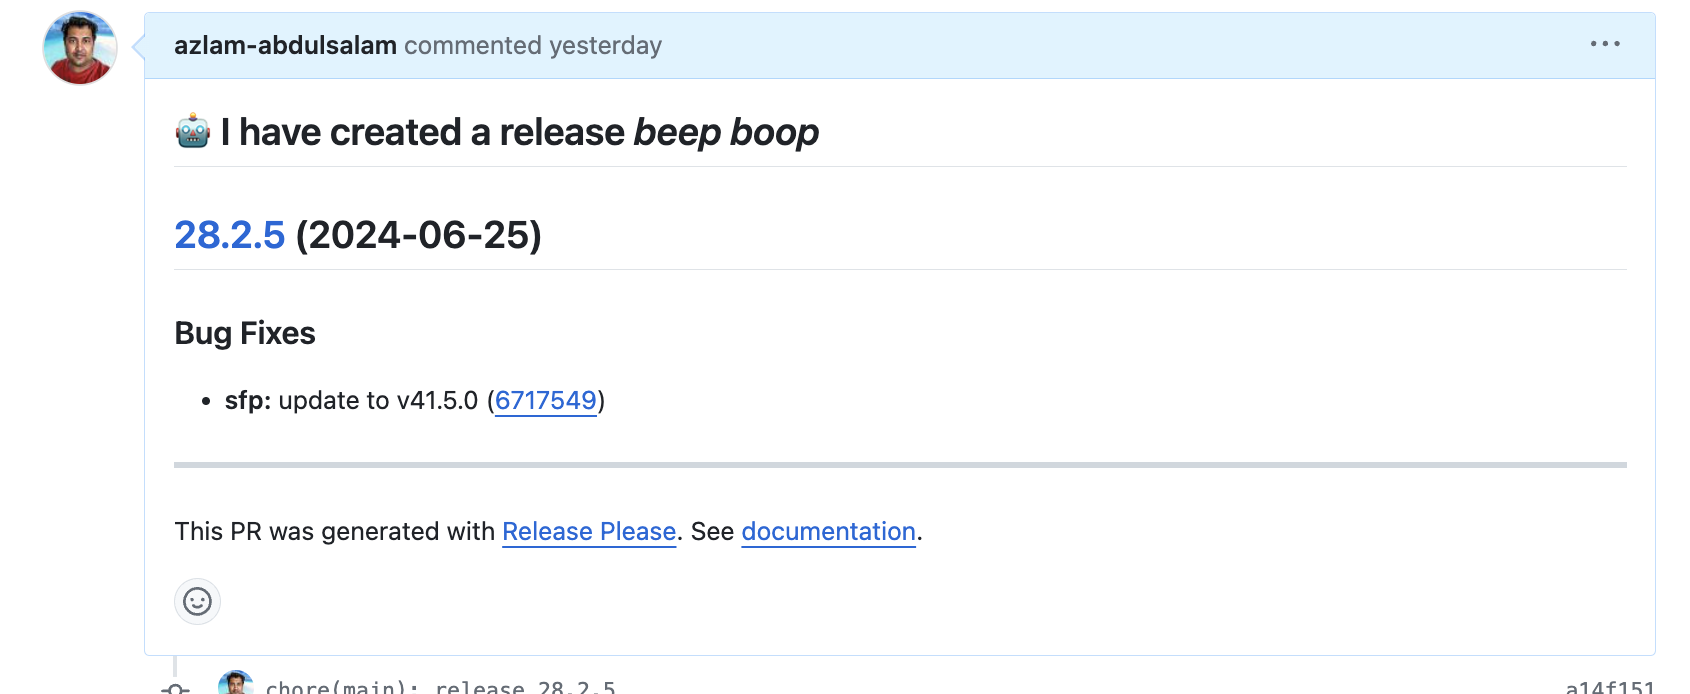 azlam-abdulsalam commented yesterday
🤖 I have created a release beep boop
28.2.5 (2024-06-25)
Bug Fixes
• sfp: update to v41.5.0 (6717549)
This PR was generated with Release Please. See documentation.
chore(main): release 28.2.5 a14f151